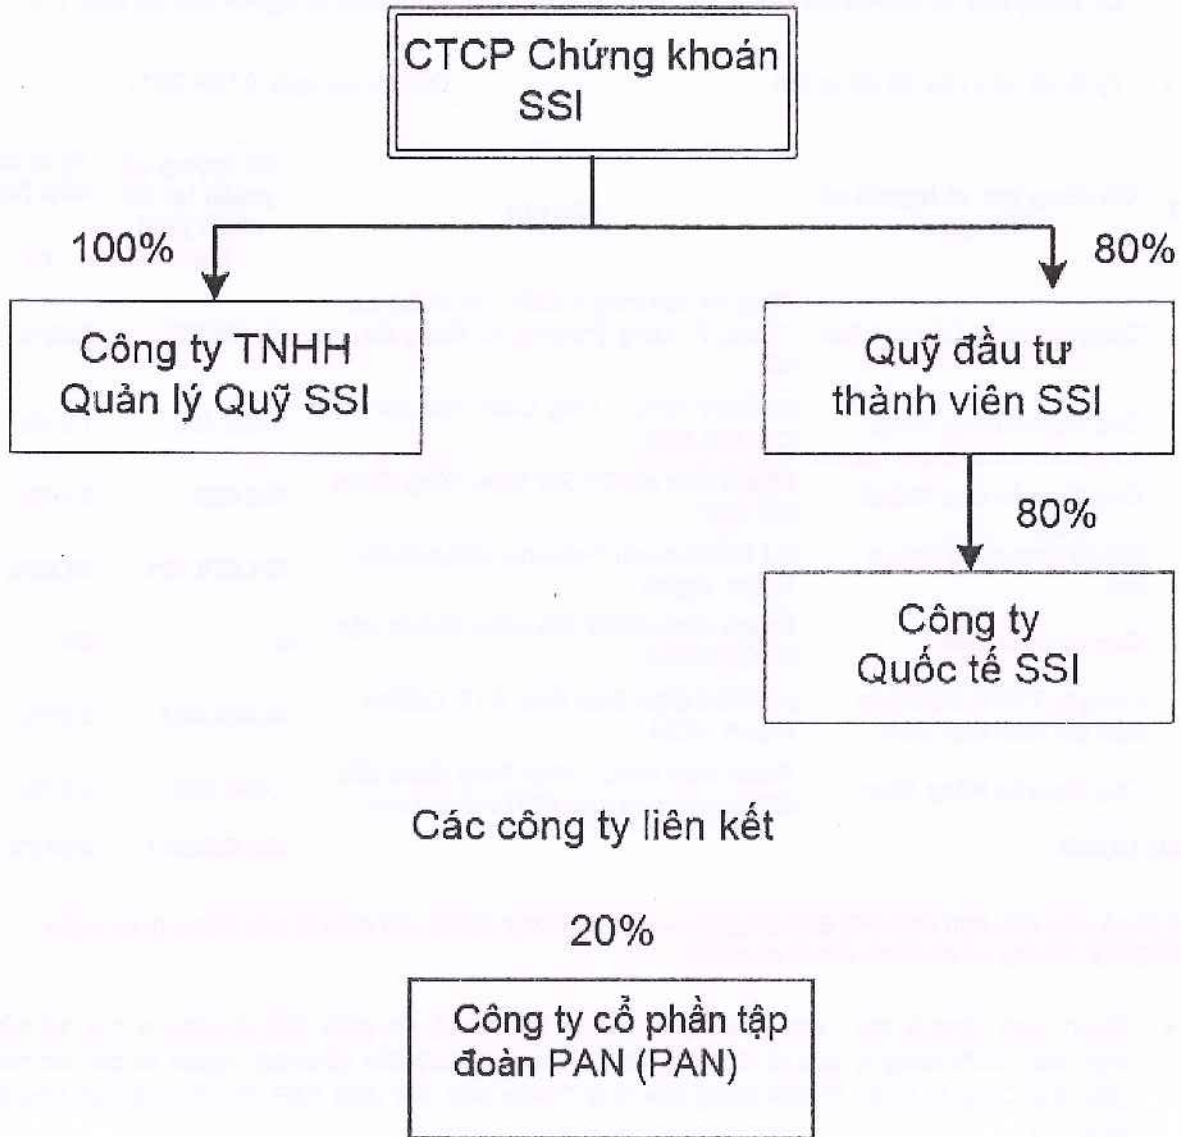 CTCP Chứng khoán
SSI
100%
80%
Công ty TNHH
Quản lý Quỹ SSI
Quỹ đầu tư
thành viên SSI
80%
Công ty
Quốc tế SSI
Các công ty liên kết
20%
Công ty cổ phần tập
đoàn PAN (PAN)